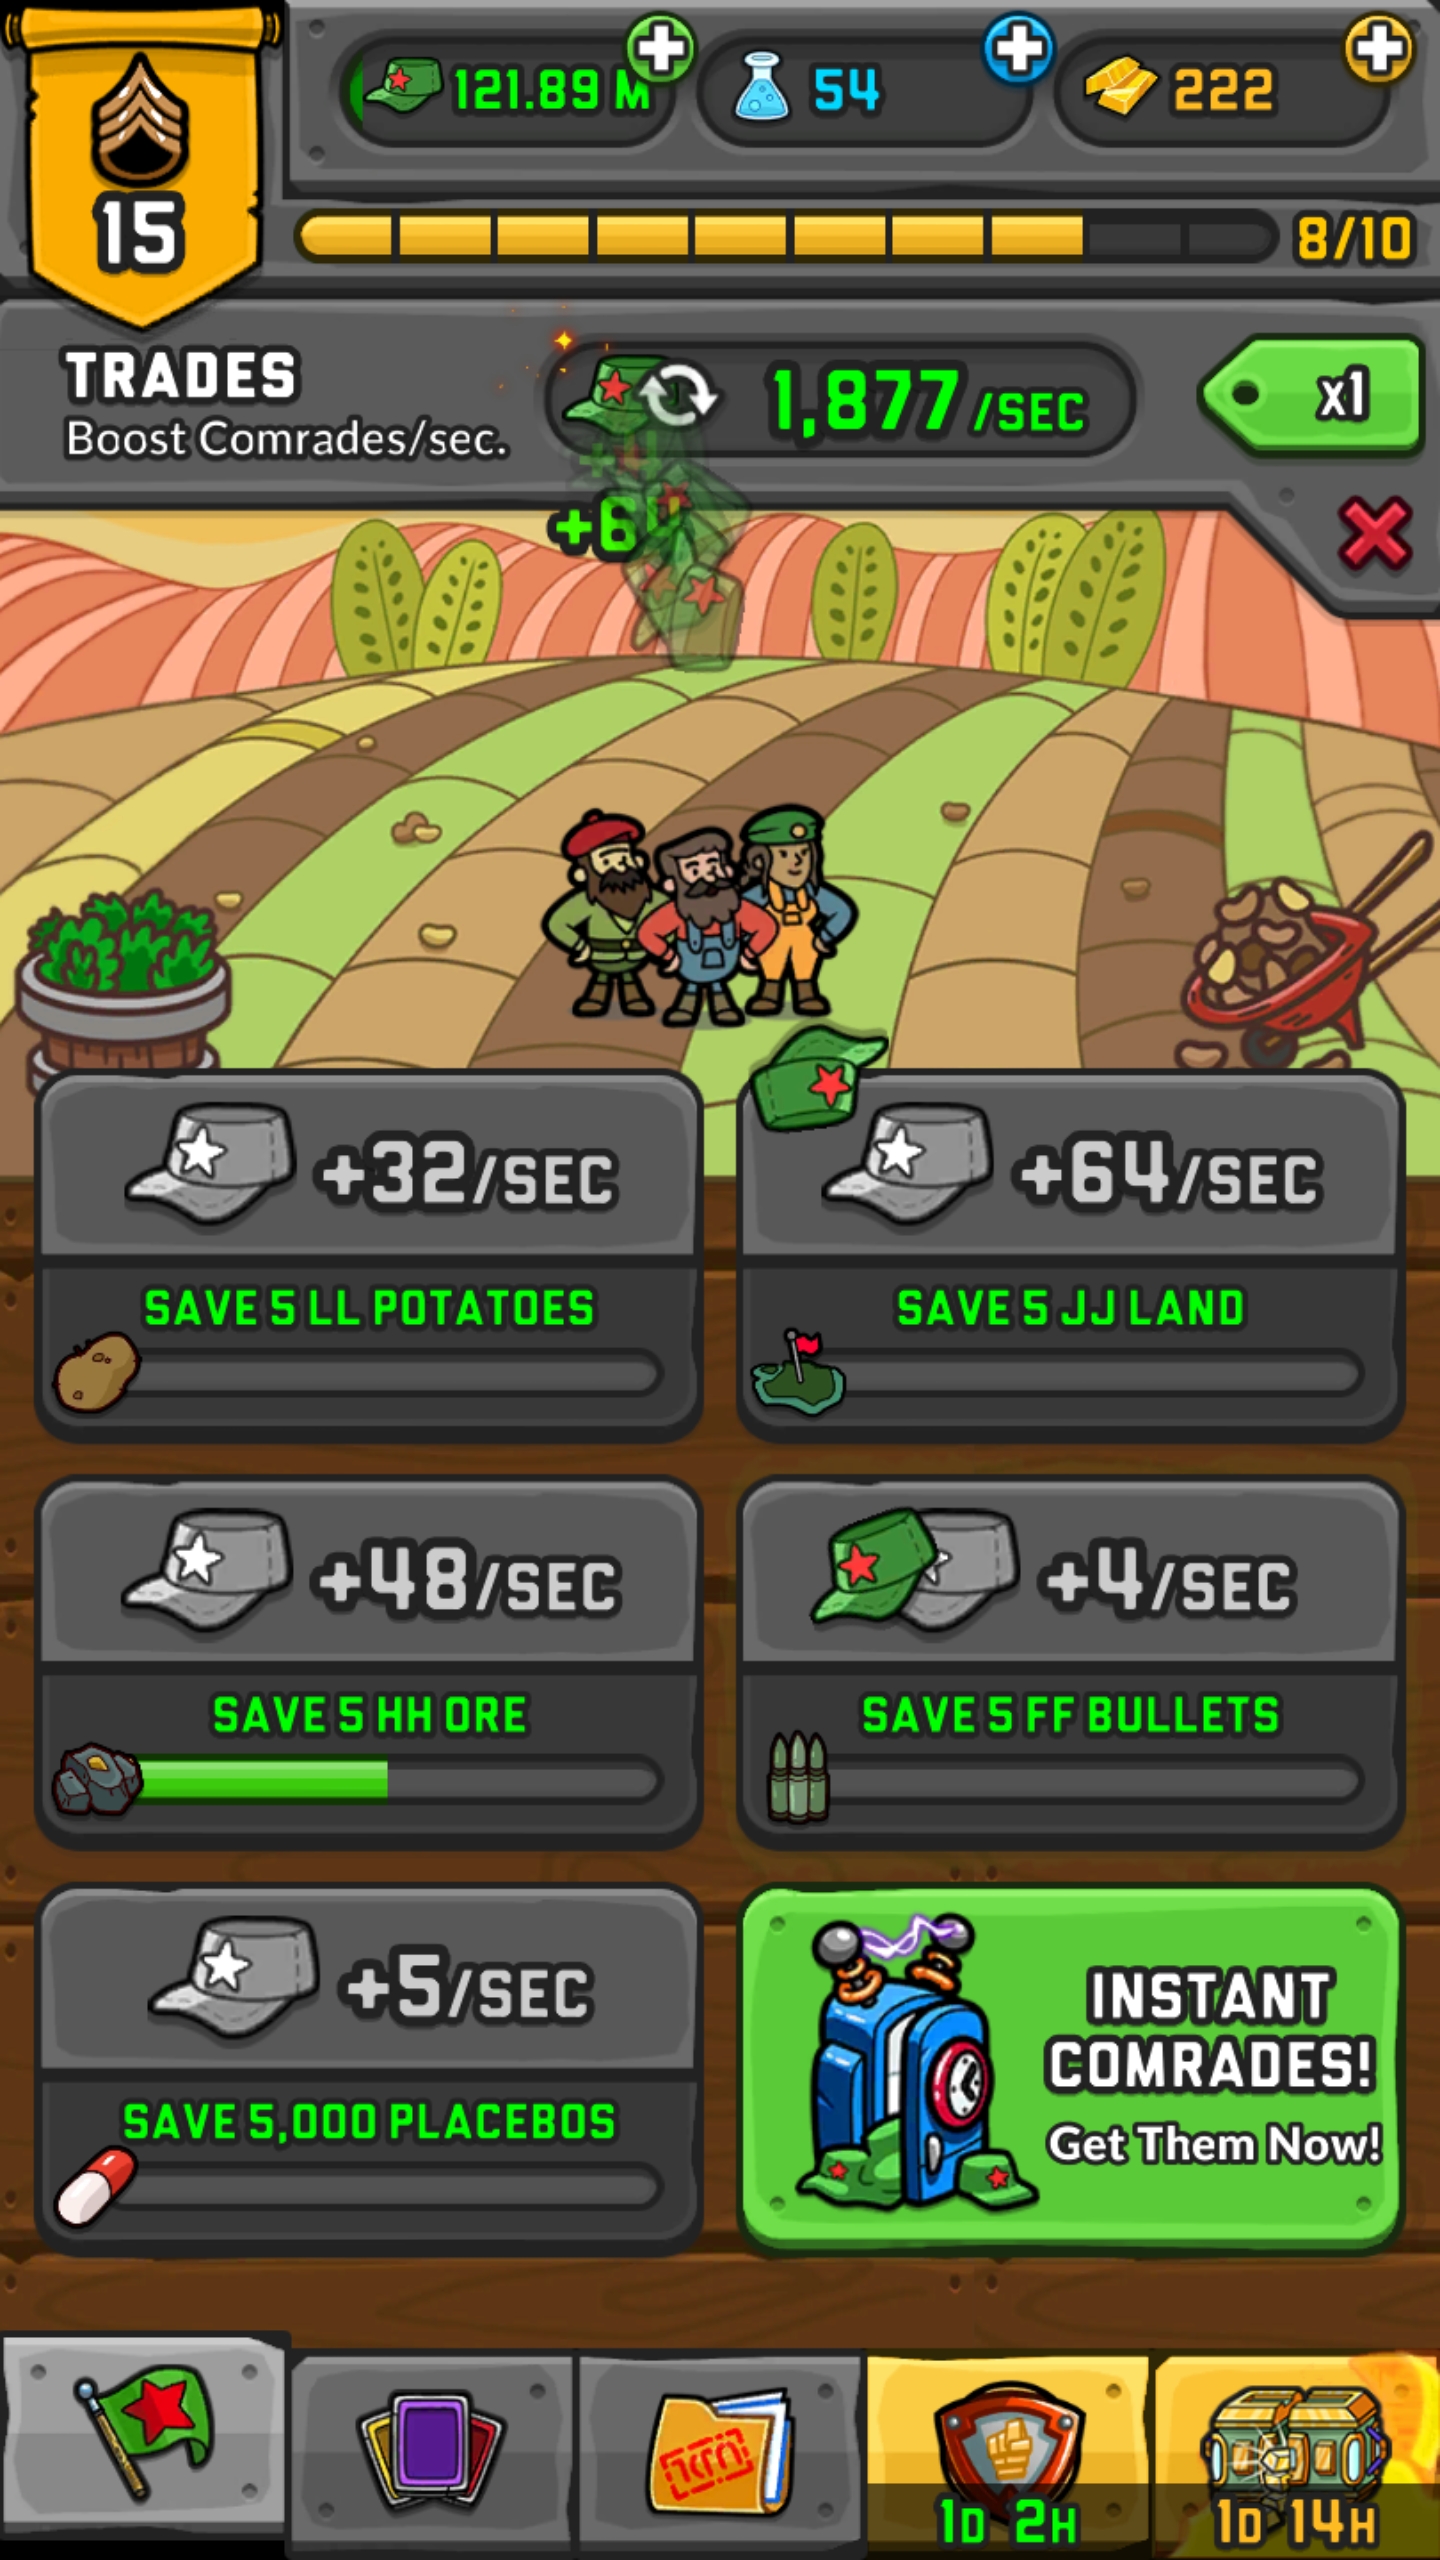 121.89 M
54
222
15
8/10
TRADES
Boost Comrades/sec.
1,877 /SEC
x1
+6
+32/SEC
SAVE 5 LL POTATOES
+64/SEC
SAVE 5 JJ LAND
+48/SEC
SAVE 5 HH ORE
+4/SEC
SAVE 5 FF BULLETS
+5/SEC
SAVE 5,000 PLACEBOS
INSTANT
COMRADES!
Get Them Now!
1D 2H
1D 14H